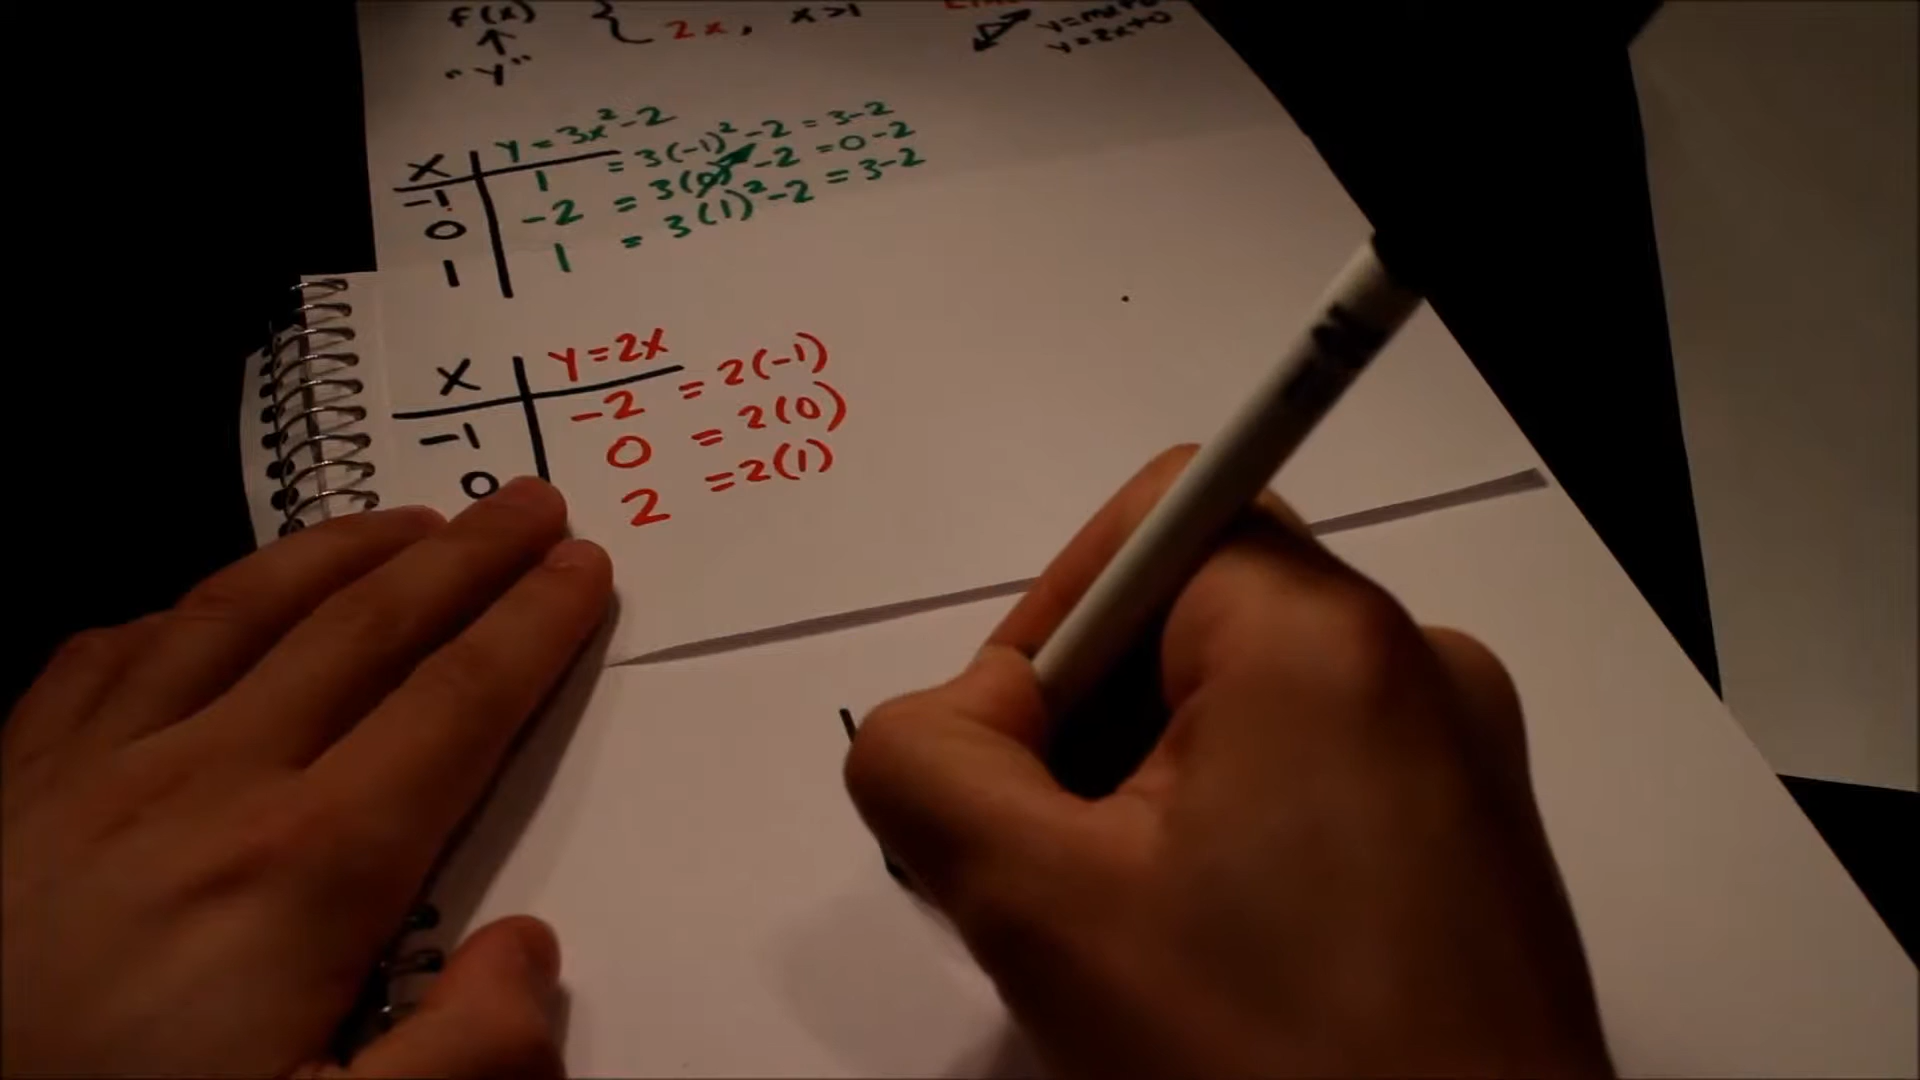 f(x) { 2x, x>1
↑
"Y"
y=2x+0
X | y = 3x²-2
-1 | 1 = 3(-1)²-2 = 3-2
0 | -2 = 3(0)²-2 = 0-2
1 | 1 = 3(1)²-2 = 3-2
X | Y=2x
-1 | -2 = 2(-1)
0 | 0 = 2(0)
2 = 2(1)